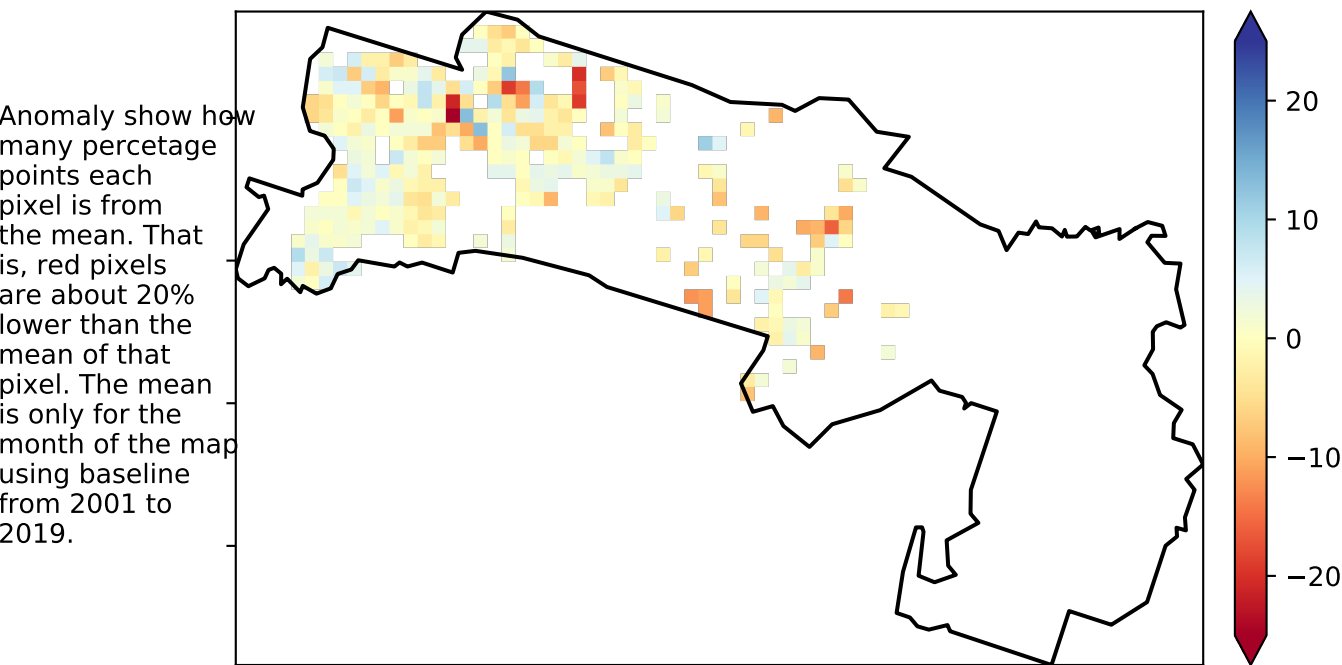 Anomaly show how
many percetage
points each
pixel is from
the mean. That
is, red pixels
are about 20%
lower than the
mean of that
pixel. The mean
is only for the
month of the map
using baseline
from 2001 to
2019.
20
10
0
−10
−20